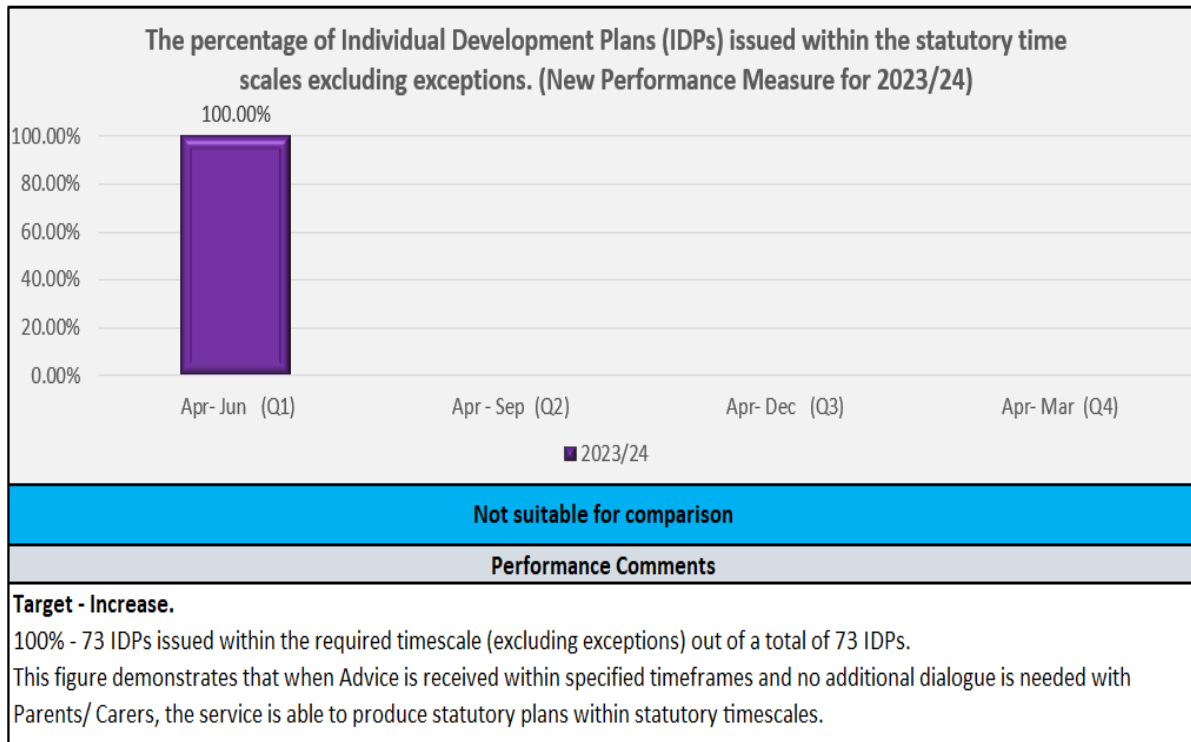 The percentage of Individual Development Plans (IDPs) issued within the statutory time
scales excluding exceptions. (New Performance Measure for 2023/24)
100.00%
100.00%
80.00%
60.00%
40.00%
20.00%
0.00%
Apr- Jun (Q1) Apr - Sep (Q2) Apr- Dec (Q3) Apr- Mar (Q4)
2023/24
Not suitable for comparison
Performance Comments
Target - Increase.
100% - 73 IDPs issued within the required timescale (excluding exceptions) out of a total of 73 IDPs.
This figure demonstrates that when Advice is received within specified timeframes and no additional dialogue is needed with
Parents/ Carers, the service is able to produce statutory plans within statutory timescales.